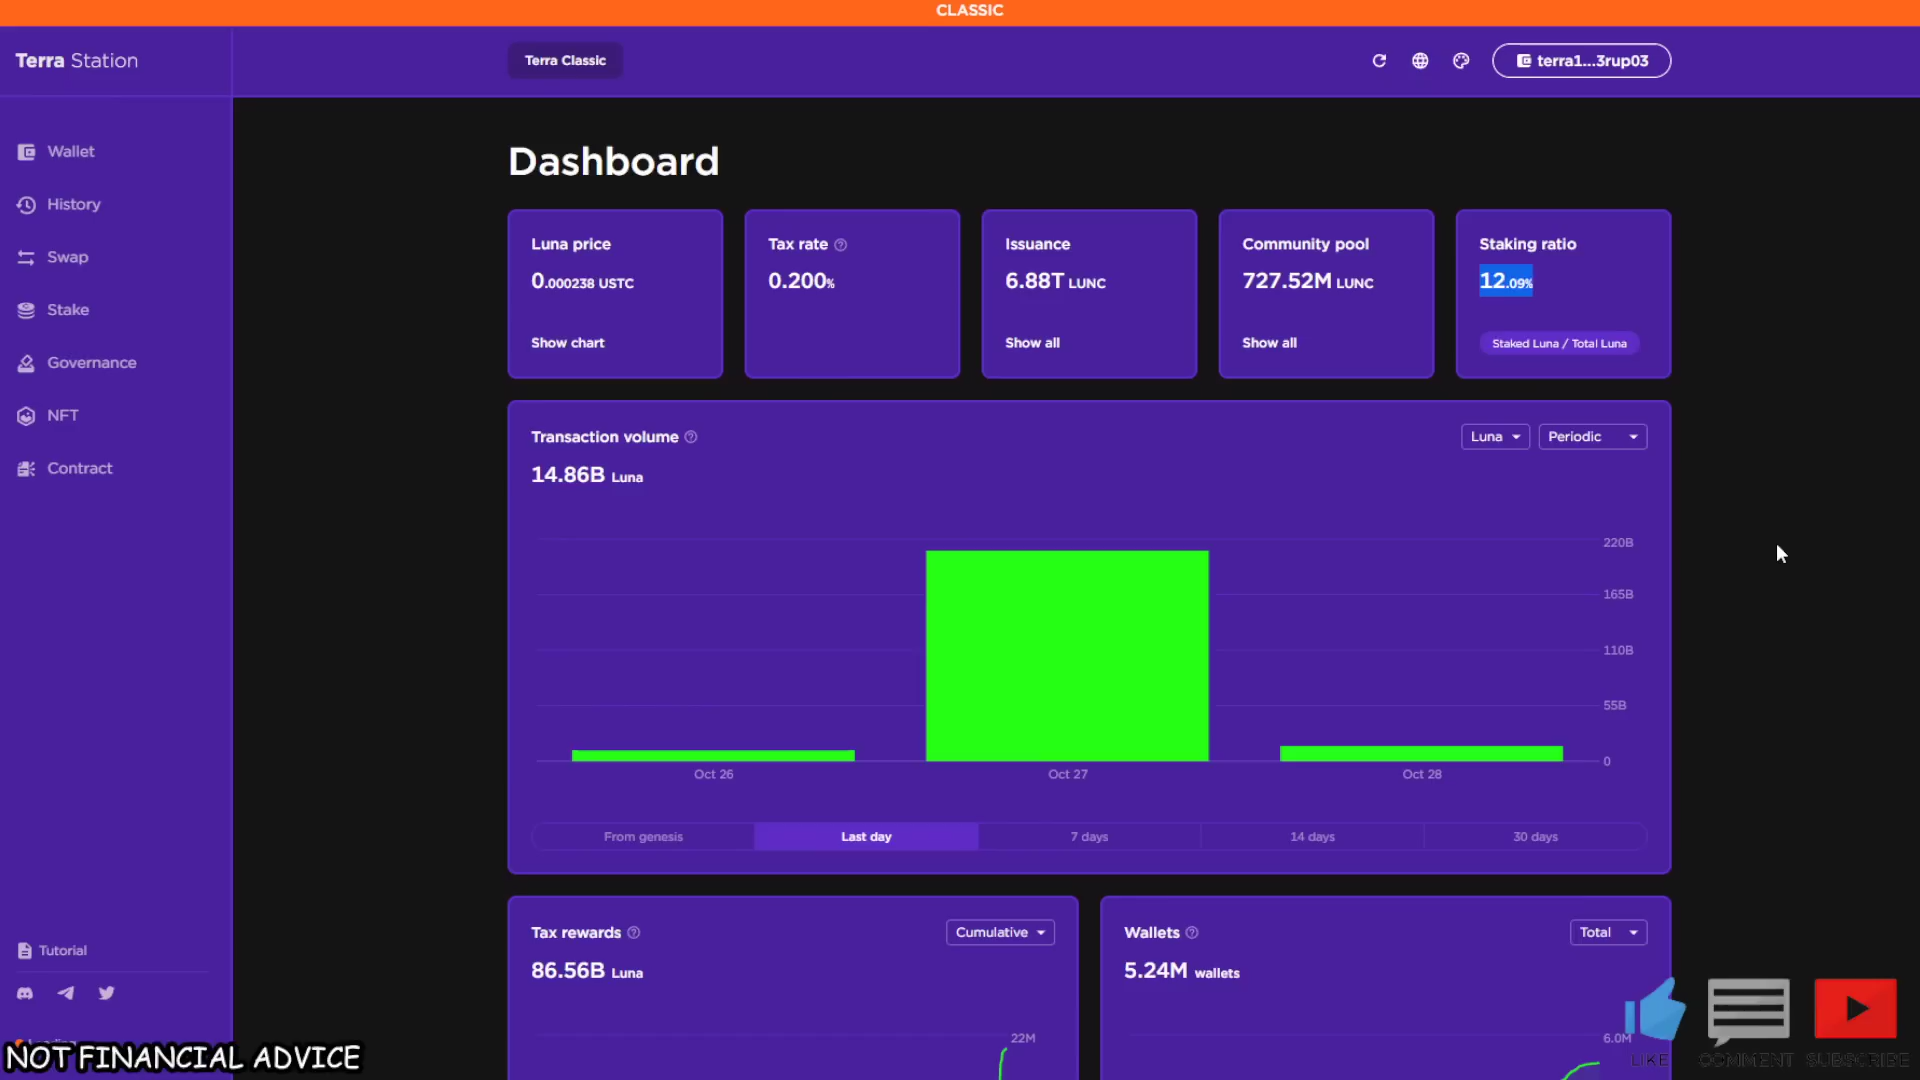 CLASSIC
Terra Station
Terra Classic
terra1...3rup03
Wallet
History
Swap
Stake
Governance
NFT
Contract
Dashboard
Luna price
0.000238 USTC
Show chart
Tax rate
0.200%
Issuance
6.88T LUNC
Show all
Community pool
727.52M LUNC
Show all
Staking ratio
12.09%
Staked Luna / Total Luna
Transaction volume
14.86B Luna
Luna
Periodic
220B
165B
110B
55B
0
Oct 26
Oct 27
Oct 28
From genesis
Last day
7 days
14 days
30 days
Tax rewards
86.56B Luna
Cumulative
22M
Wallets
5.24M wallets
Total
6.0M
Tutorial
NOT FINANCIAL ADVICE
LIKE
COMMENT
SUBSCRIBE